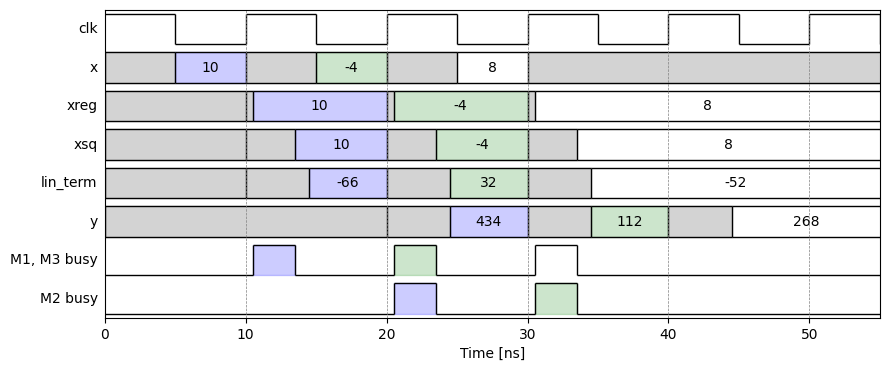 clk
x 10 -4 8
xreg 10 -4 8
xsq 10 -4 8
lin_term -66 32 -52
y 434 112 268
M1, M3 busy
M2 busy
0 10 20 30 40 50
Time [ns]